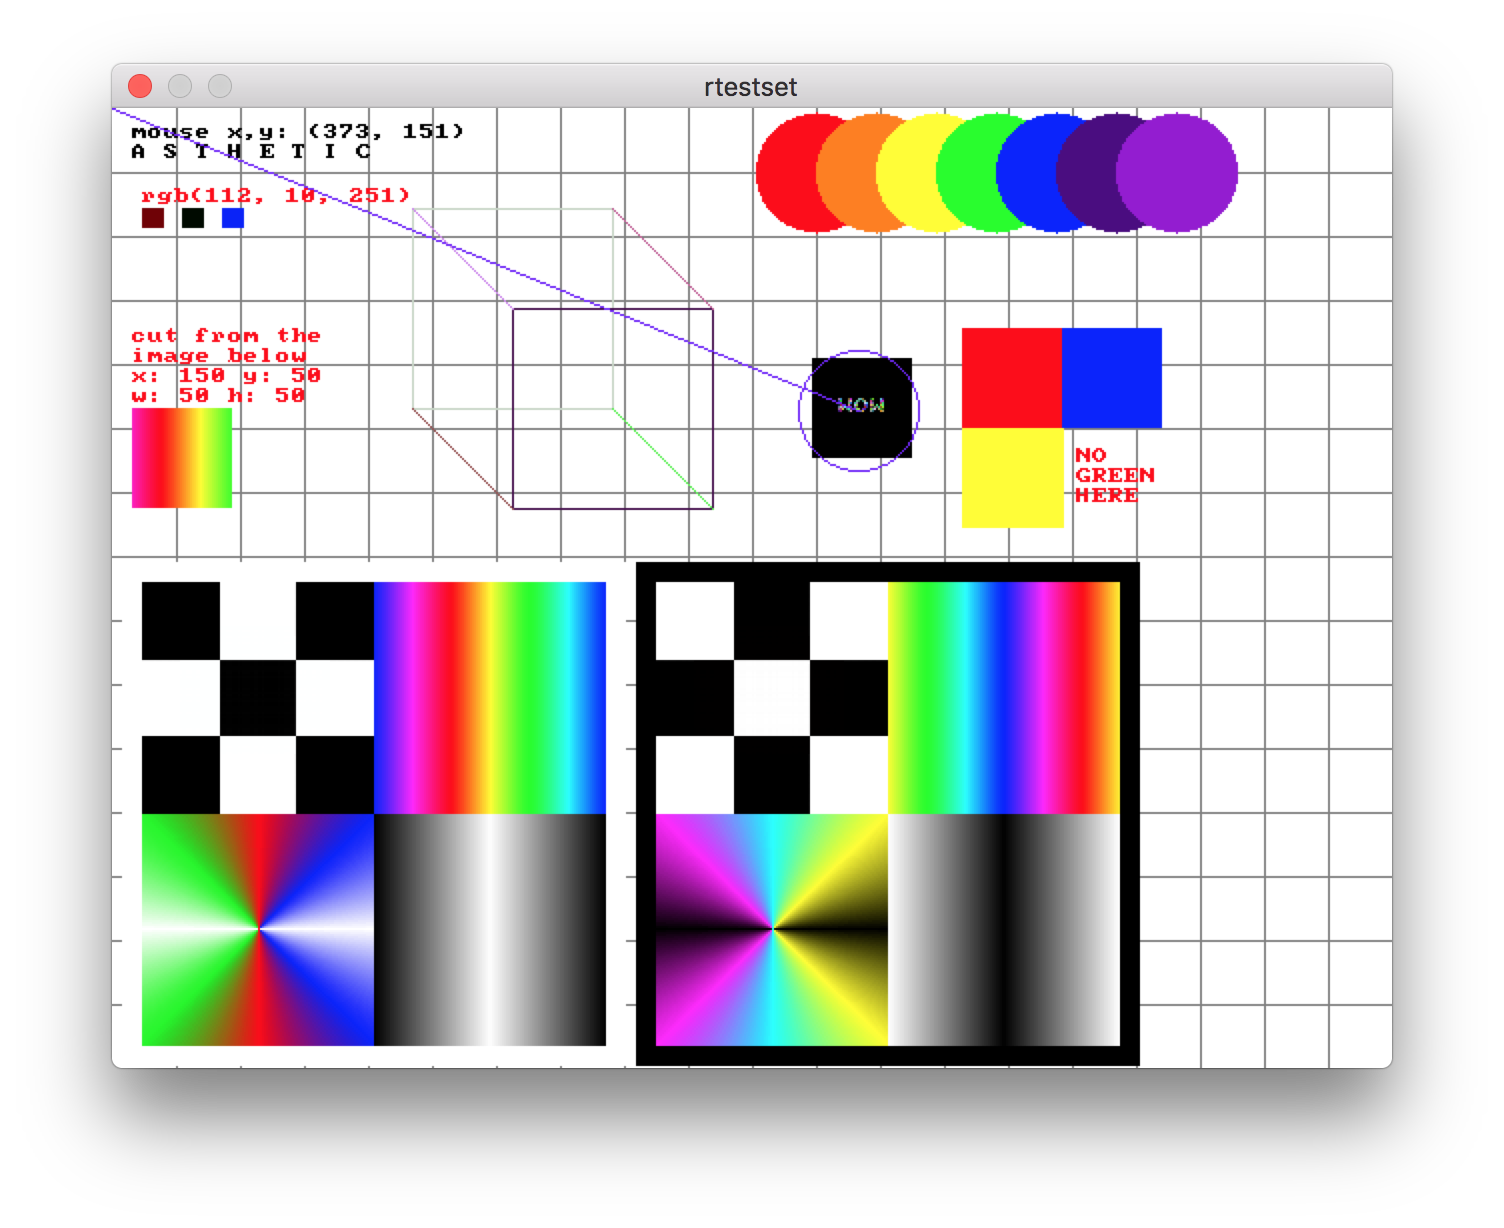 rtestset
mouse x,y: (373, 151)
A S T H E T I C
rgb(112, 10, 251)
cut from the
image below
x: 150 y: 50
w: 50 h: 50
WOW
NO
GREEN
HERE